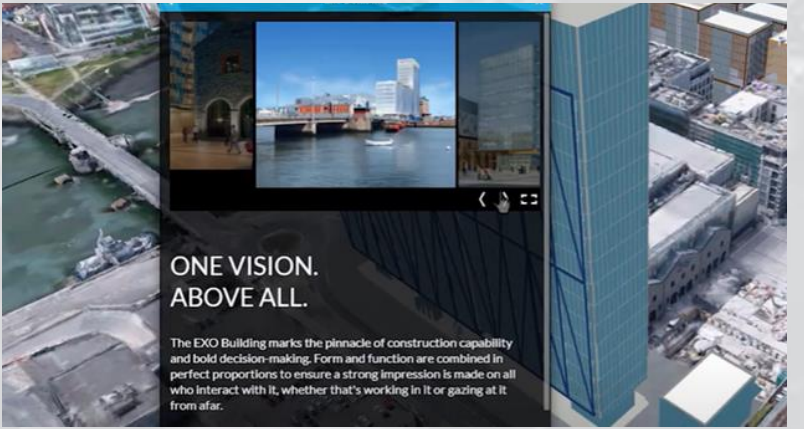 ONE VISION.
ABOVE ALL.
The EXO Building marks the pinnacle of construction capability
and bold decision-making. Form and function are combined in
perfect proportions to ensure a strong impression is made on all
who interact with it, whether that's working in it or gazing at it
from afar.